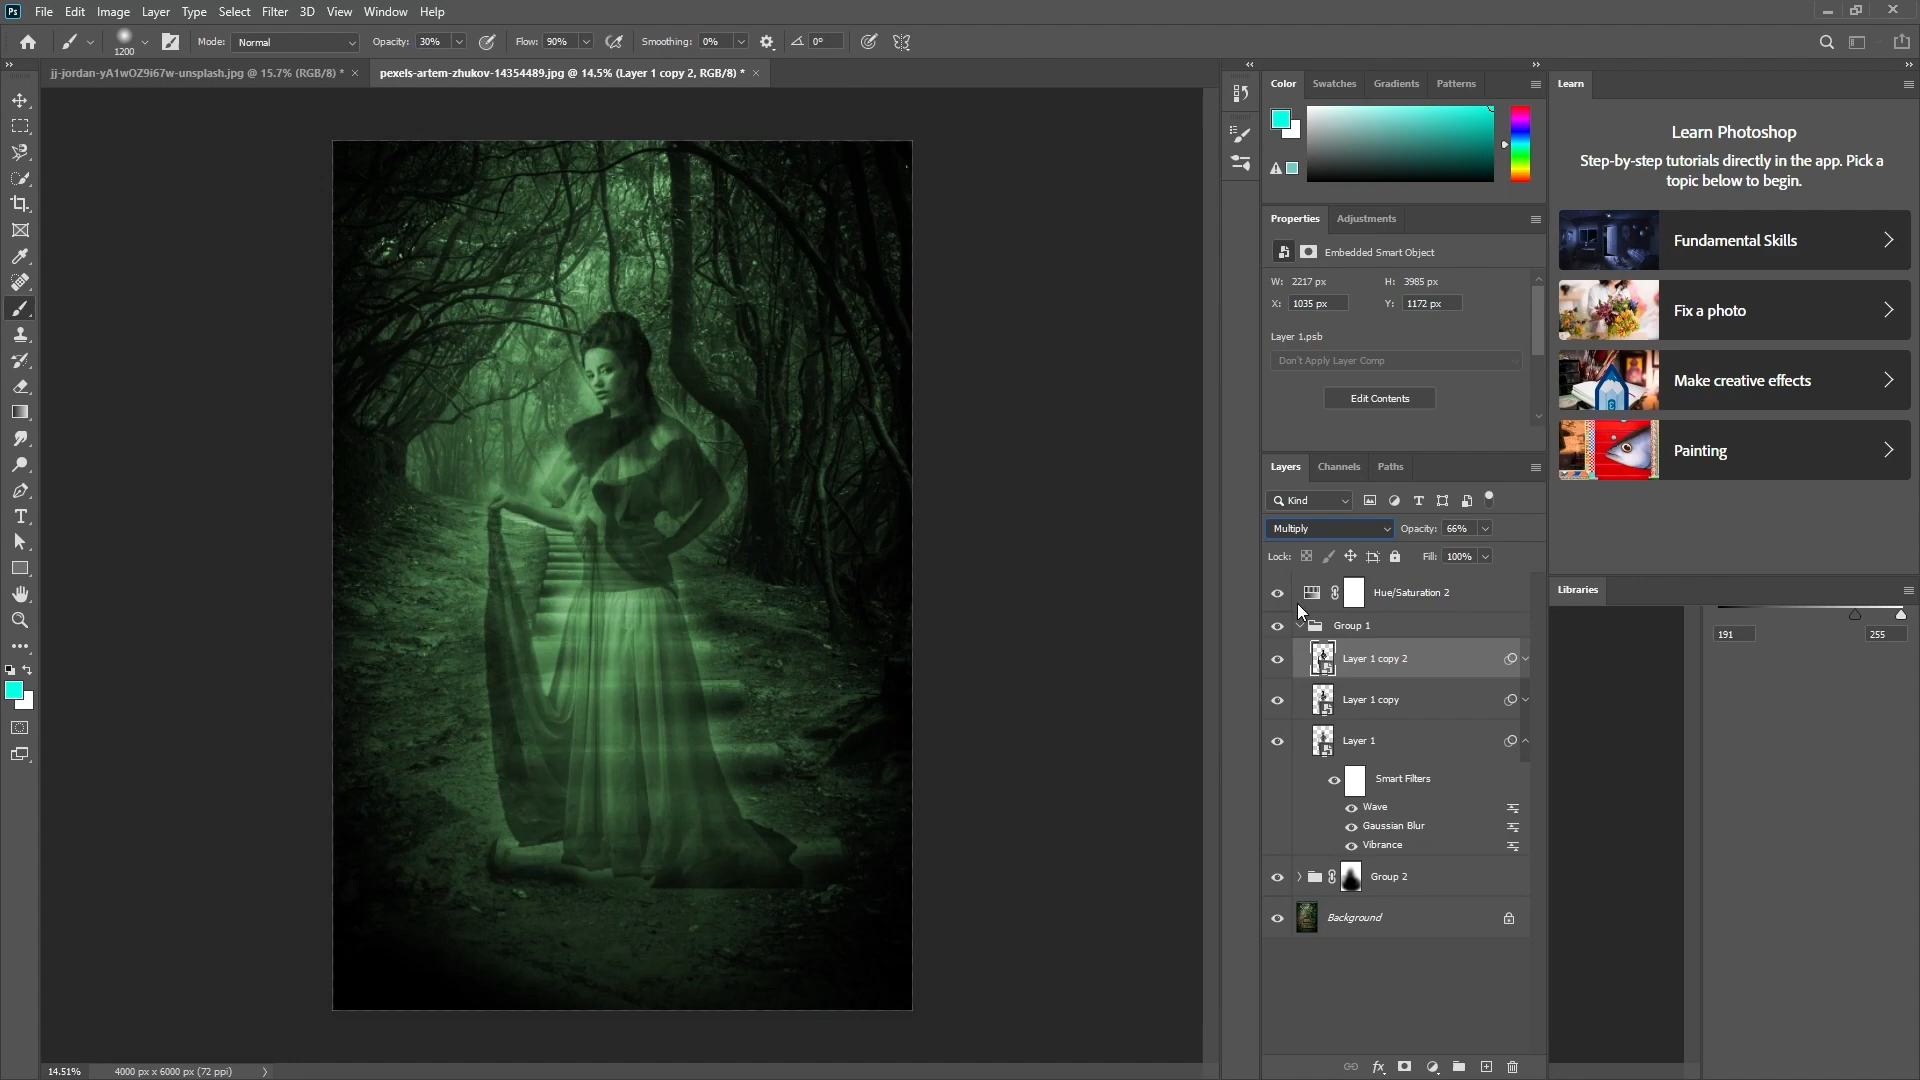 Ps File Edit Image Layer Type Select Filter 3D View Window Help
1200 Mode: Normal Opacity: 30% Flow: 90% Smoothing: 0% 0°
jj-jordan-yA1wOZ9i67w-unsplash.jpg @ 15.7% (RGB/8) * × pexels-artem-zhukov-14354489.jpg @ 14.5% (Layer 1 copy 2, RGB/8) * ×
Color Swatches Gradients Patterns
Properties Adjustments
Embedded Smart Object
W: 2217 px H: 3985 px
X: 1035 px Y: 1172 px
Layer 1.psb
Don't Apply Layer Comp
Edit Contents
Layers Channels Paths
Kind
Multiply Opacity: 66%
Lock: Fill: 100%
Hue/Saturation 2
Group 1
Layer 1 copy 2
Layer 1 copy
Layer 1
Smart Filters
Wave
Gaussian Blur
Vibrance
Group 2
Background
fx
Learn
Learn Photoshop
Step-by-step tutorials directly in the app. Pick a
topic below to begin.
Fundamental Skills
Fix a photo
Make creative effects
Painting
Libraries
191 255
14.51% 4000 px x 6000 px (72 ppi)